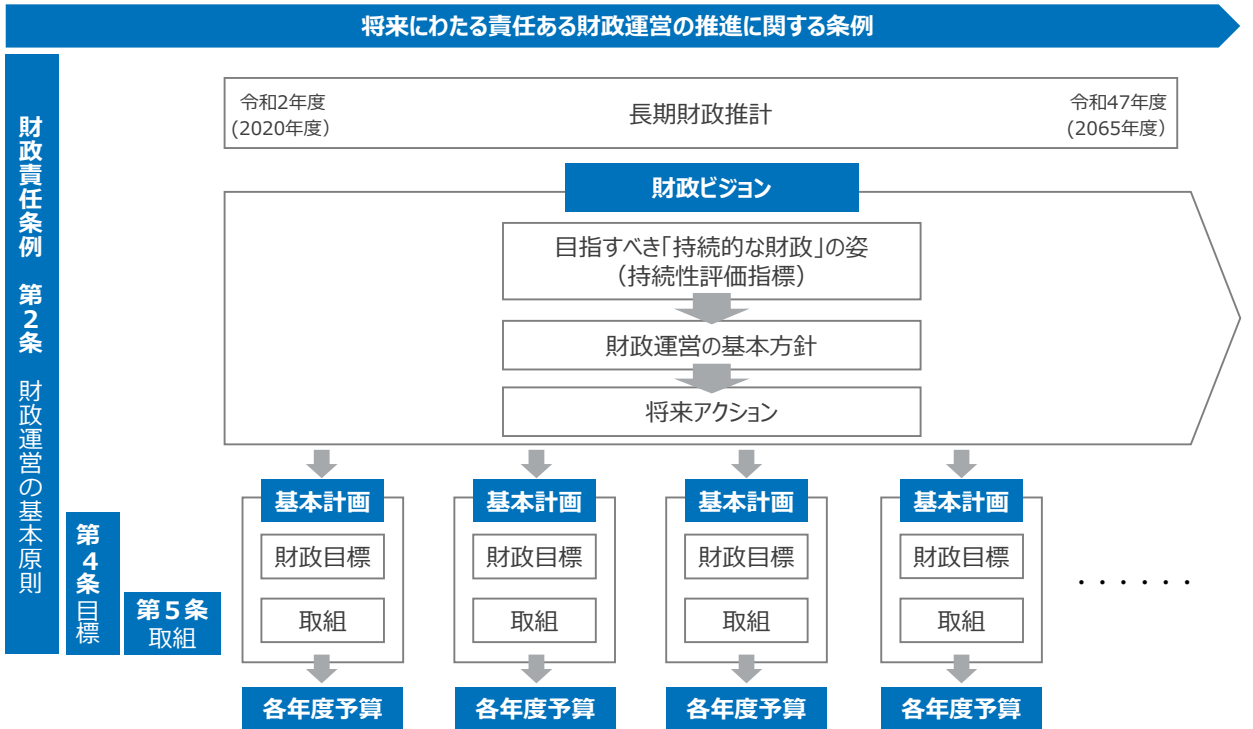 将来にわたる責任ある財政運営の推進に関する条例
財政責任条例 第2条 財政運営の基本原則
第4条 目標
第5条
取組
令和2年度
(2020年度)
長期財政推計
令和47年度
(2065年度)
財政ビジョン
目指すべき「持続的な財政」の姿
(持続性評価指標)
財政運営の基本方針
将来アクション
基本計画
財政目標
取組
各年度予算
基本計画
財政目標
取組
各年度予算
基本計画
財政目標
取組
各年度予算
基本計画
財政目標
取組
各年度予算
・・・・・・